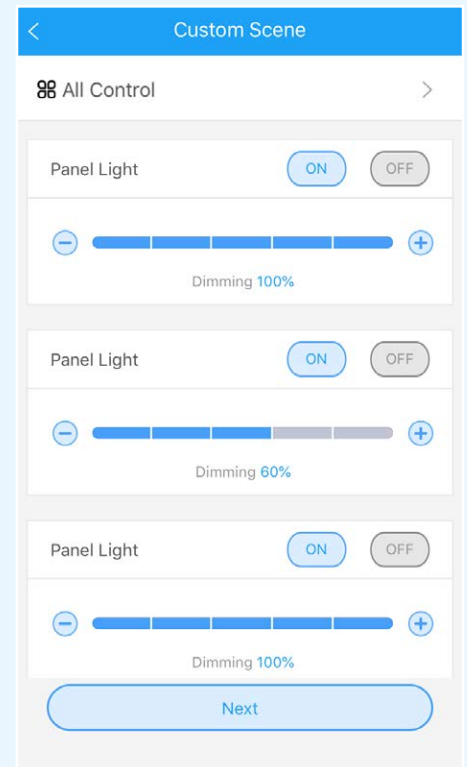 Custom Scene
All Control
Panel Light ON OFF
Dimming 100%
Panel Light ON OFF
Dimming 60%
Panel Light ON OFF
Dimming 100%
Next